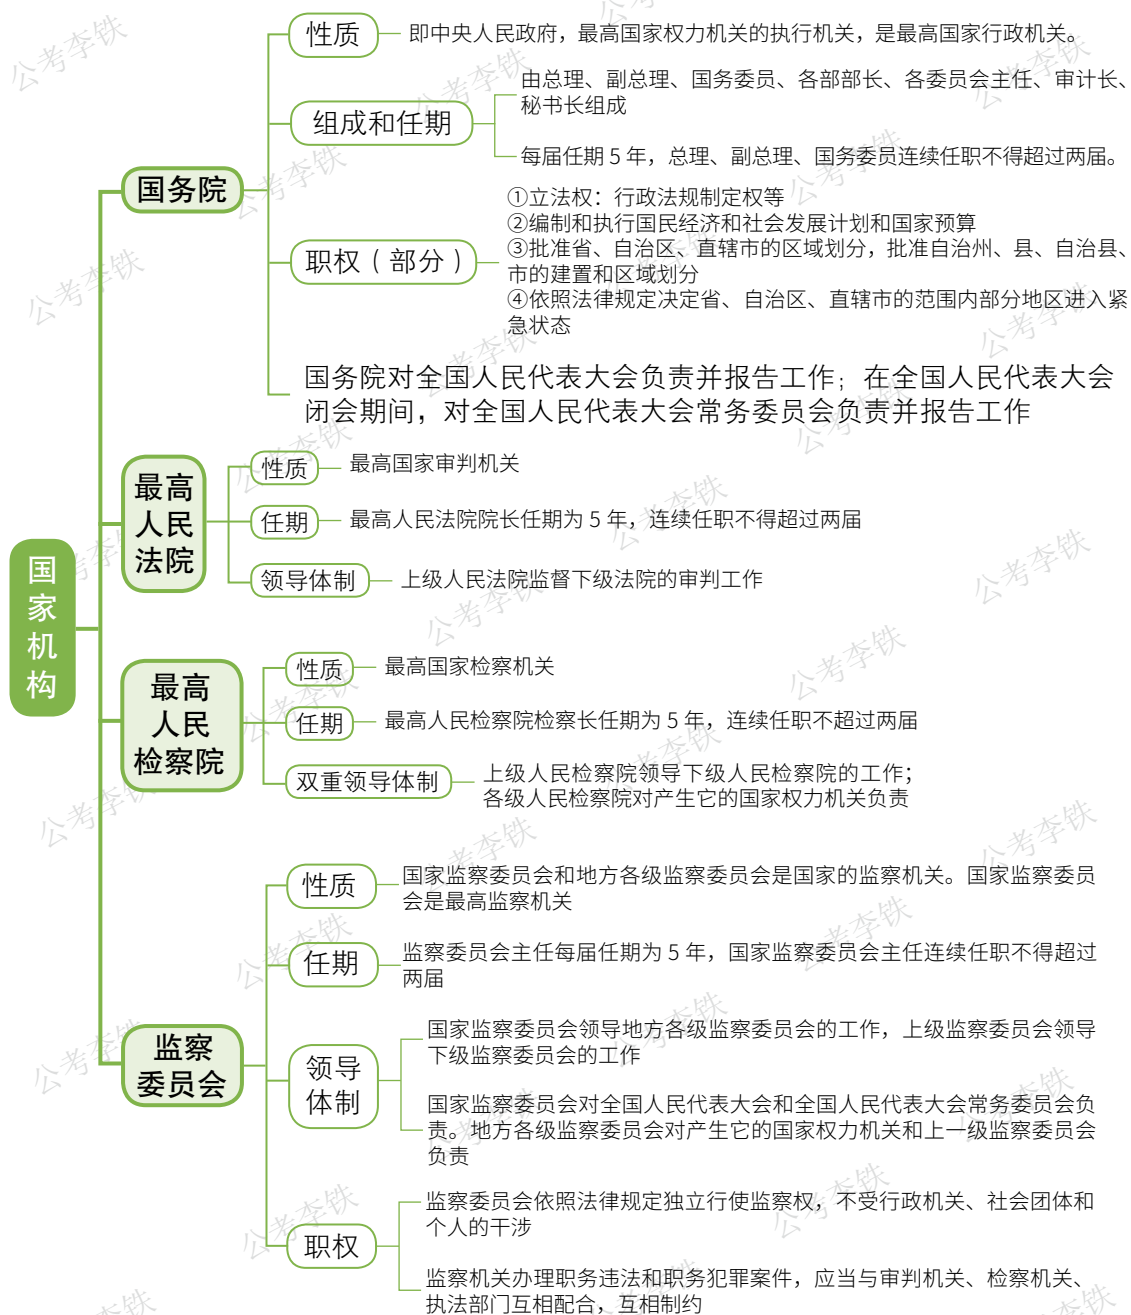 国家机构
国务院
性质
即中央人民政府，最高国家权力机关的执行机关，是最高国家行政机关。
组成和任期
由总理、副总理、国务委员、各部部长、各委员会主任、审计长、
秘书长组成
每届任期 5 年，总理、副总理、国务委员连续任职不得超过两届。
职权（部分）
①立法权：行政法规制定权等
②编制和执行国民经济和社会发展计划和国家预算
③批准省、自治区、直辖市的区域划分，批准自治州、县、自治县、
市的建置和区域划分
④依照法律规定决定省、自治区、直辖市的范围内部分地区进入紧
急状态
国务院对全国人民代表大会负责并报告工作；在全国人民代表大会
闭会期间，对全国人民代表大会常务委员会负责并报告工作
最高
人民
法院
性质
最高国家审判机关
任期
最高人民法院院长任期为 5 年，连续任职不得超过两届
领导体制
上级人民法院监督下级法院的审判工作
最高
人民
检察院
性质
最高国家检察机关
任期
最高人民检察院检察长任期为 5 年，连续任职不超过两届
双重领导体制
上级人民检察院领导下级人民检察院的工作；
各级人民检察院对产生它的国家权力机关负责
监察
委员会
性质
国家监察委员会和地方各级监察委员会是国家的监察机关。国家监察委员
会是最高监察机关
任期
监察委员会主任每届任期为 5 年，国家监察委员会主任连续任职不得超过
两届
领导
体制
国家监察委员会领导地方各级监察委员会的工作，上级监察委员会领导
下级监察委员会的工作
国家监察委员会对全国人民代表大会和全国人民代表大会常务委员会负
责。地方各级监察委员会对产生它的国家权力机关和上一级监察委员会
负责
职权
监察委员会依照法律规定独立行使监察权，不受行政机关、社会团体和
个人的干涉
监察机关办理职务违法和职务犯罪案件，应当与审判机关、检察机关、
执法部门互相配合，互相制约
公考李铁